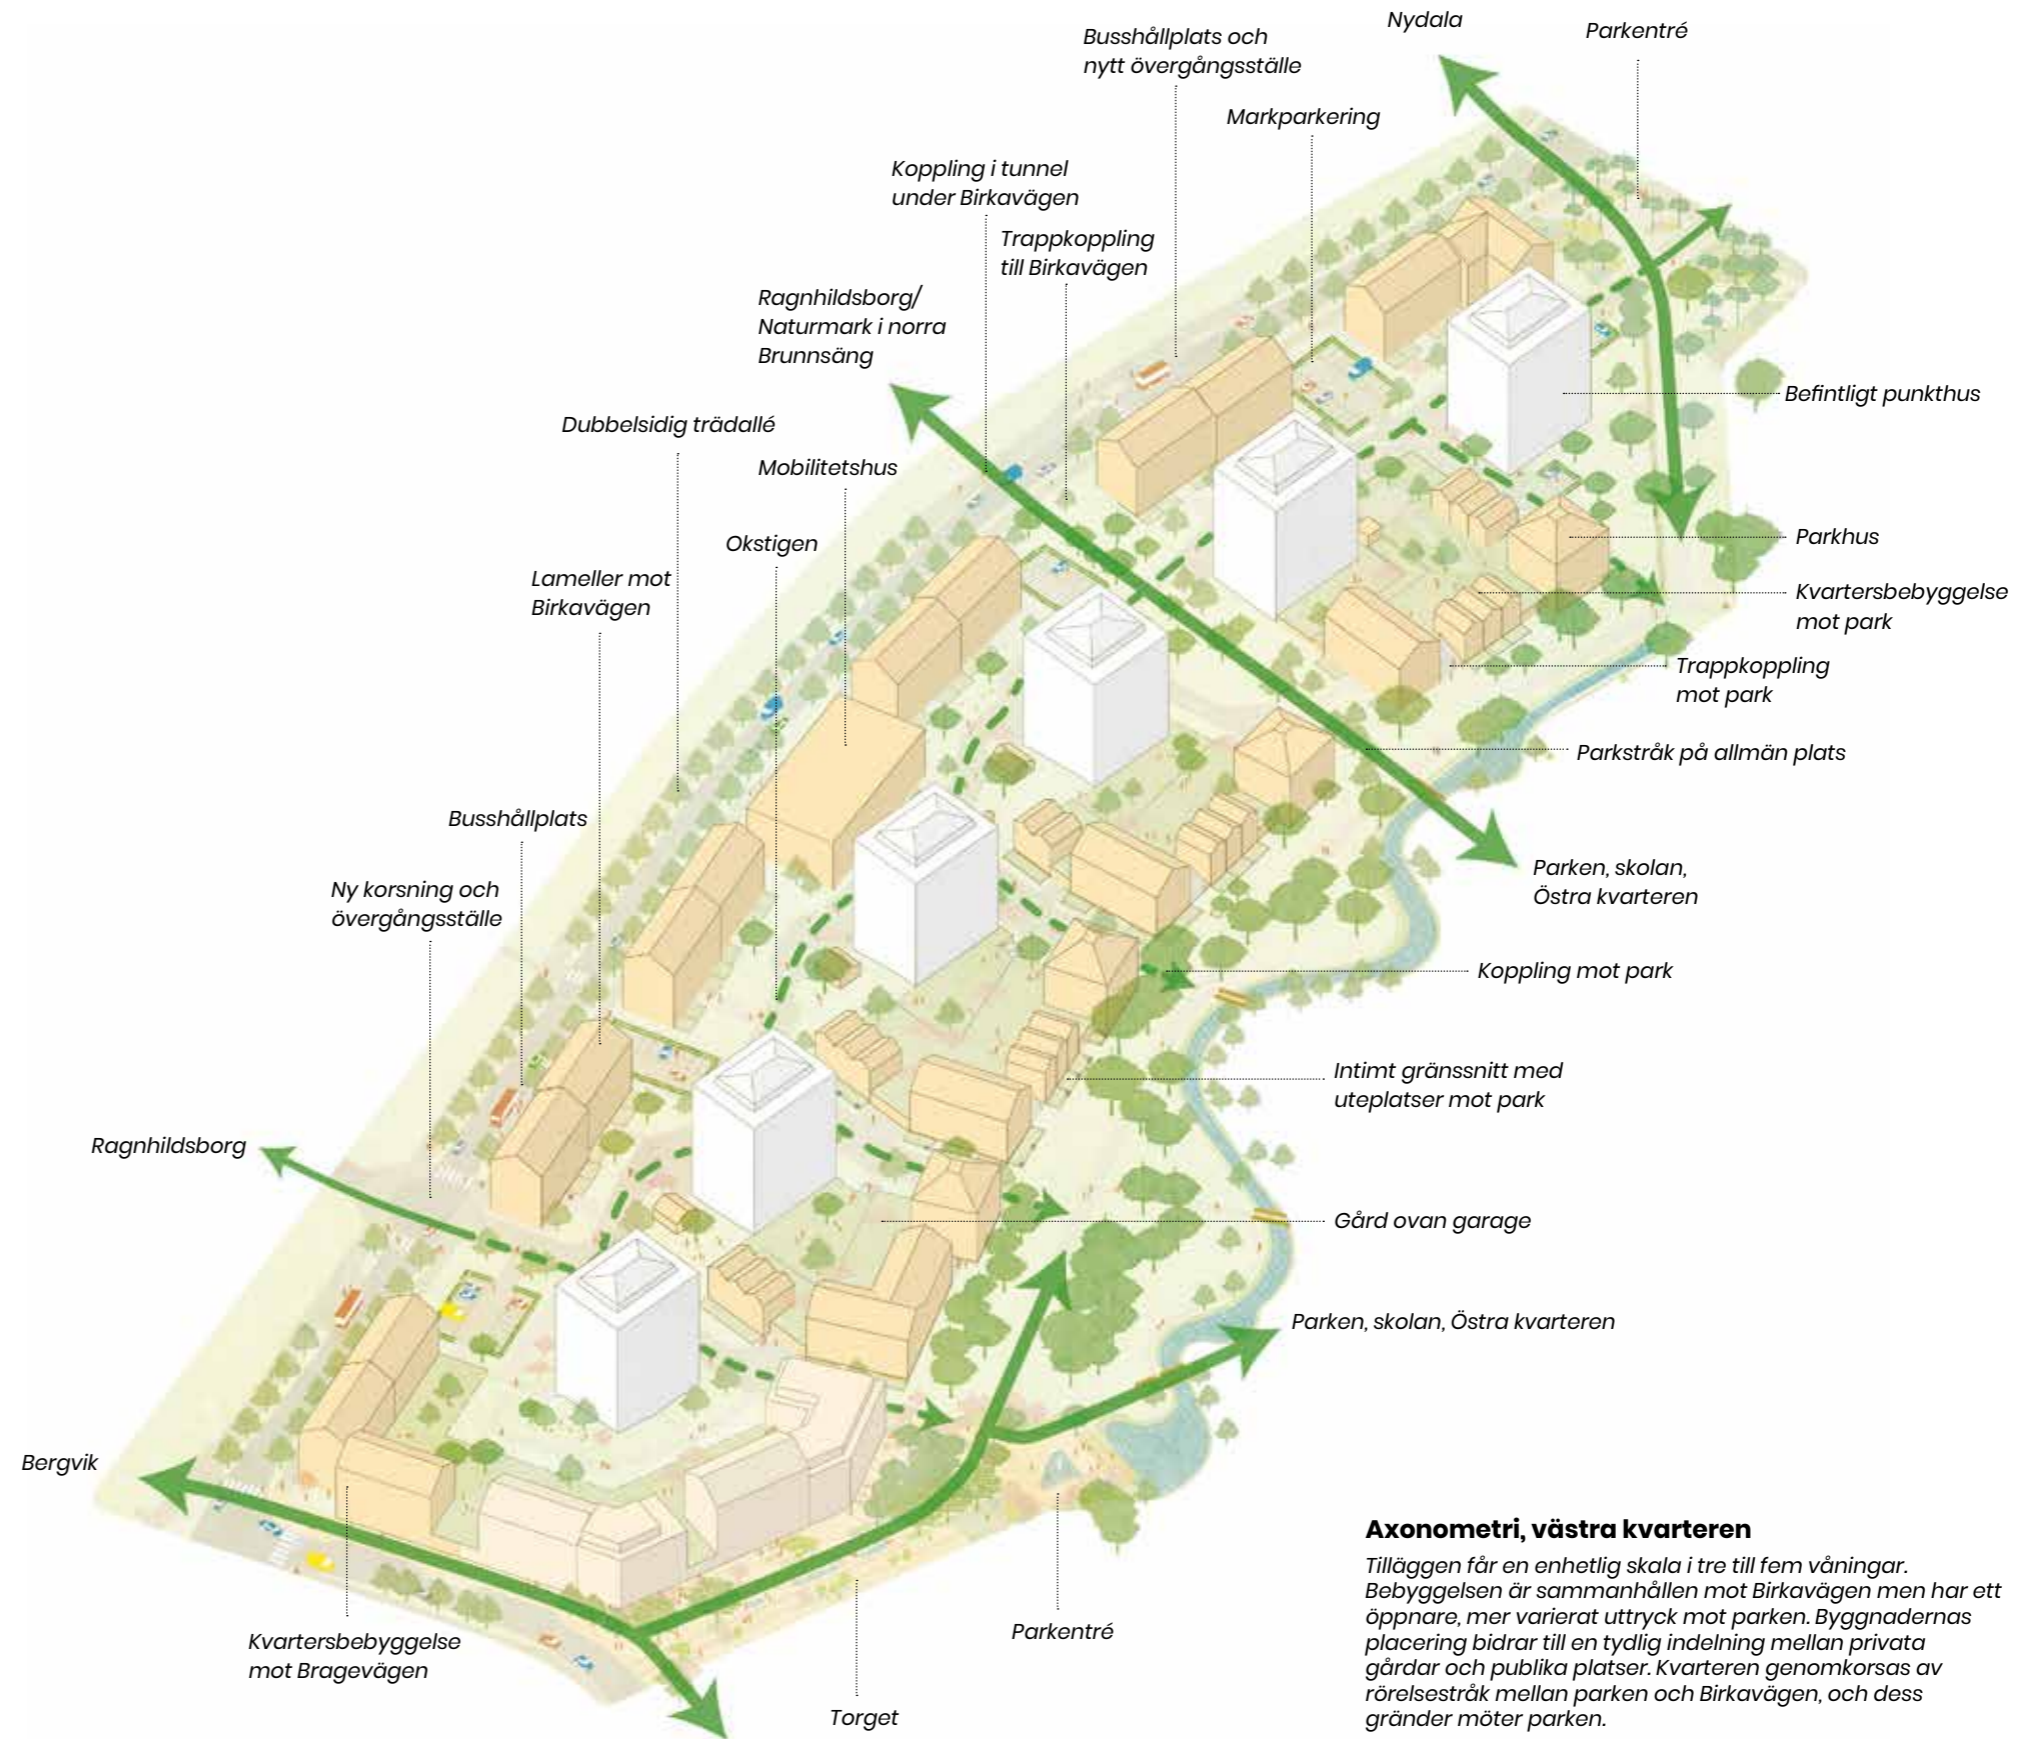 Nydala
Parkentré
Busshållplats och
nytt övergångsställe
Markparkering
Koppling i tunnel
under Birkavägen
Trappkoppling
till Birkavägen
Ragnhildsborg/
Naturmark i norra
Brunnsäng
Befintligt punkthus
Dubbelsidig trädallé
Mobilitetshus
Parkhus
Okstigen
Lameller mot
Birkavägen
Kvartersbebyggelse
mot park
Trappkoppling
mot park
Parkstråk på allmän plats
Busshållplats
Parken, skolan,
Östra kvarteren
Ny korsning och
övergångsställe
Koppling mot park
Intimt gränssnitt med
uteplatser mot park
Ragnhildsborg
Gård ovan garage
Parken, skolan, Östra kvarteren
Bergvik
Kvartersbebyggelse
mot Bragevägen
Parkentré
Torget
Axonometri, västra kvarteren
Tilläggen får en enhetlig skala i tre till fem våningar.
Bebyggelsen är sammanhållen mot Birkavägen men har ett
öppnare, mer varierat uttryck mot parken. Byggnadernas
placering bidrar till en tydlig indelning mellan privata
gårdar och publika platser. Kvarteren genomkorsas av
rörelsestråk mellan parken och Birkavägen, och dess
gränder möter parken.